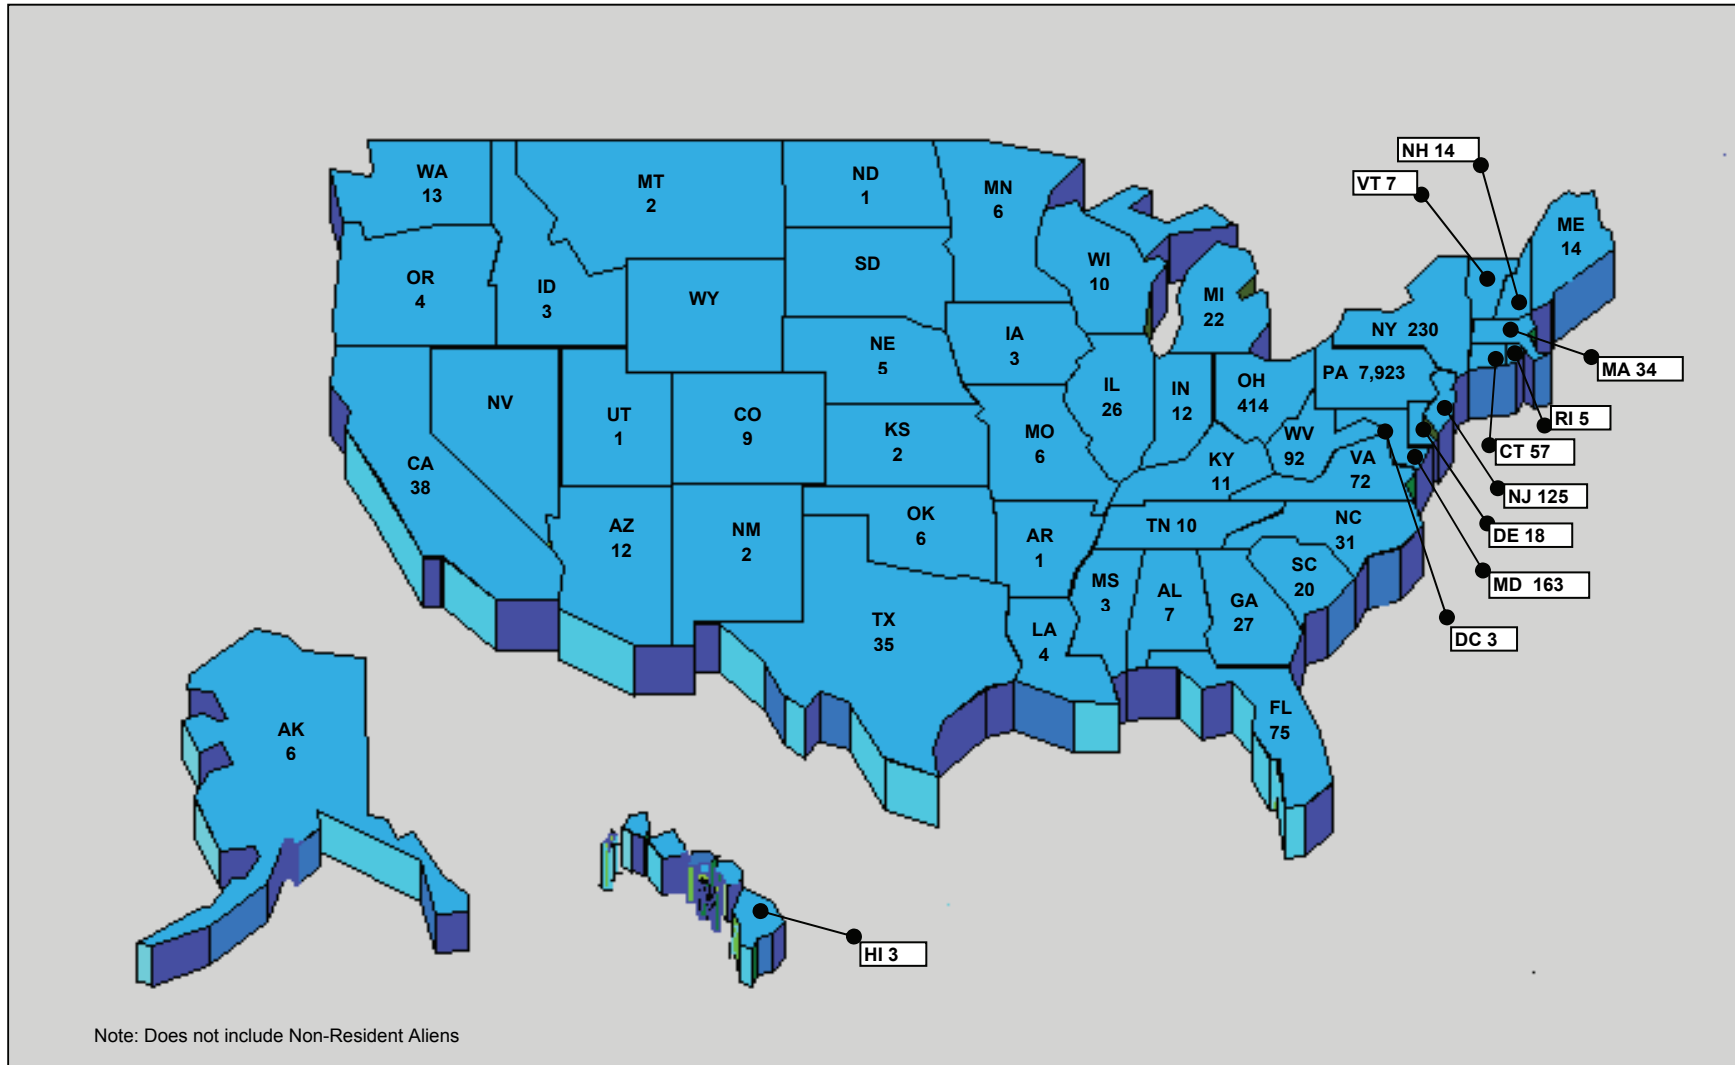 NH 14
VT 7
WA
13
MT
2
ND
1
MN
6
ME
14
OR
4
ID
3
WY
SD
WI
10
MI
22
NY 230
MA 34
NE
5
IA
3
PA 7,923
RI 5
NV
UT
1
CO
9
KS
2
MO
6
IL
26
IN
12
OH
414
WV
92
VA
72
KY
11
CT 57
NJ 125
CA
38
AZ
12
NM
2
OK
6
AR
1
TN 10
NC
31
SC
20
DE 18
MD 163
DC 3
TX
35
LA
4
MS
3
AL
7
GA
27
FL
75
AK
6
HI 3
Note: Does not include Non-Resident Aliens